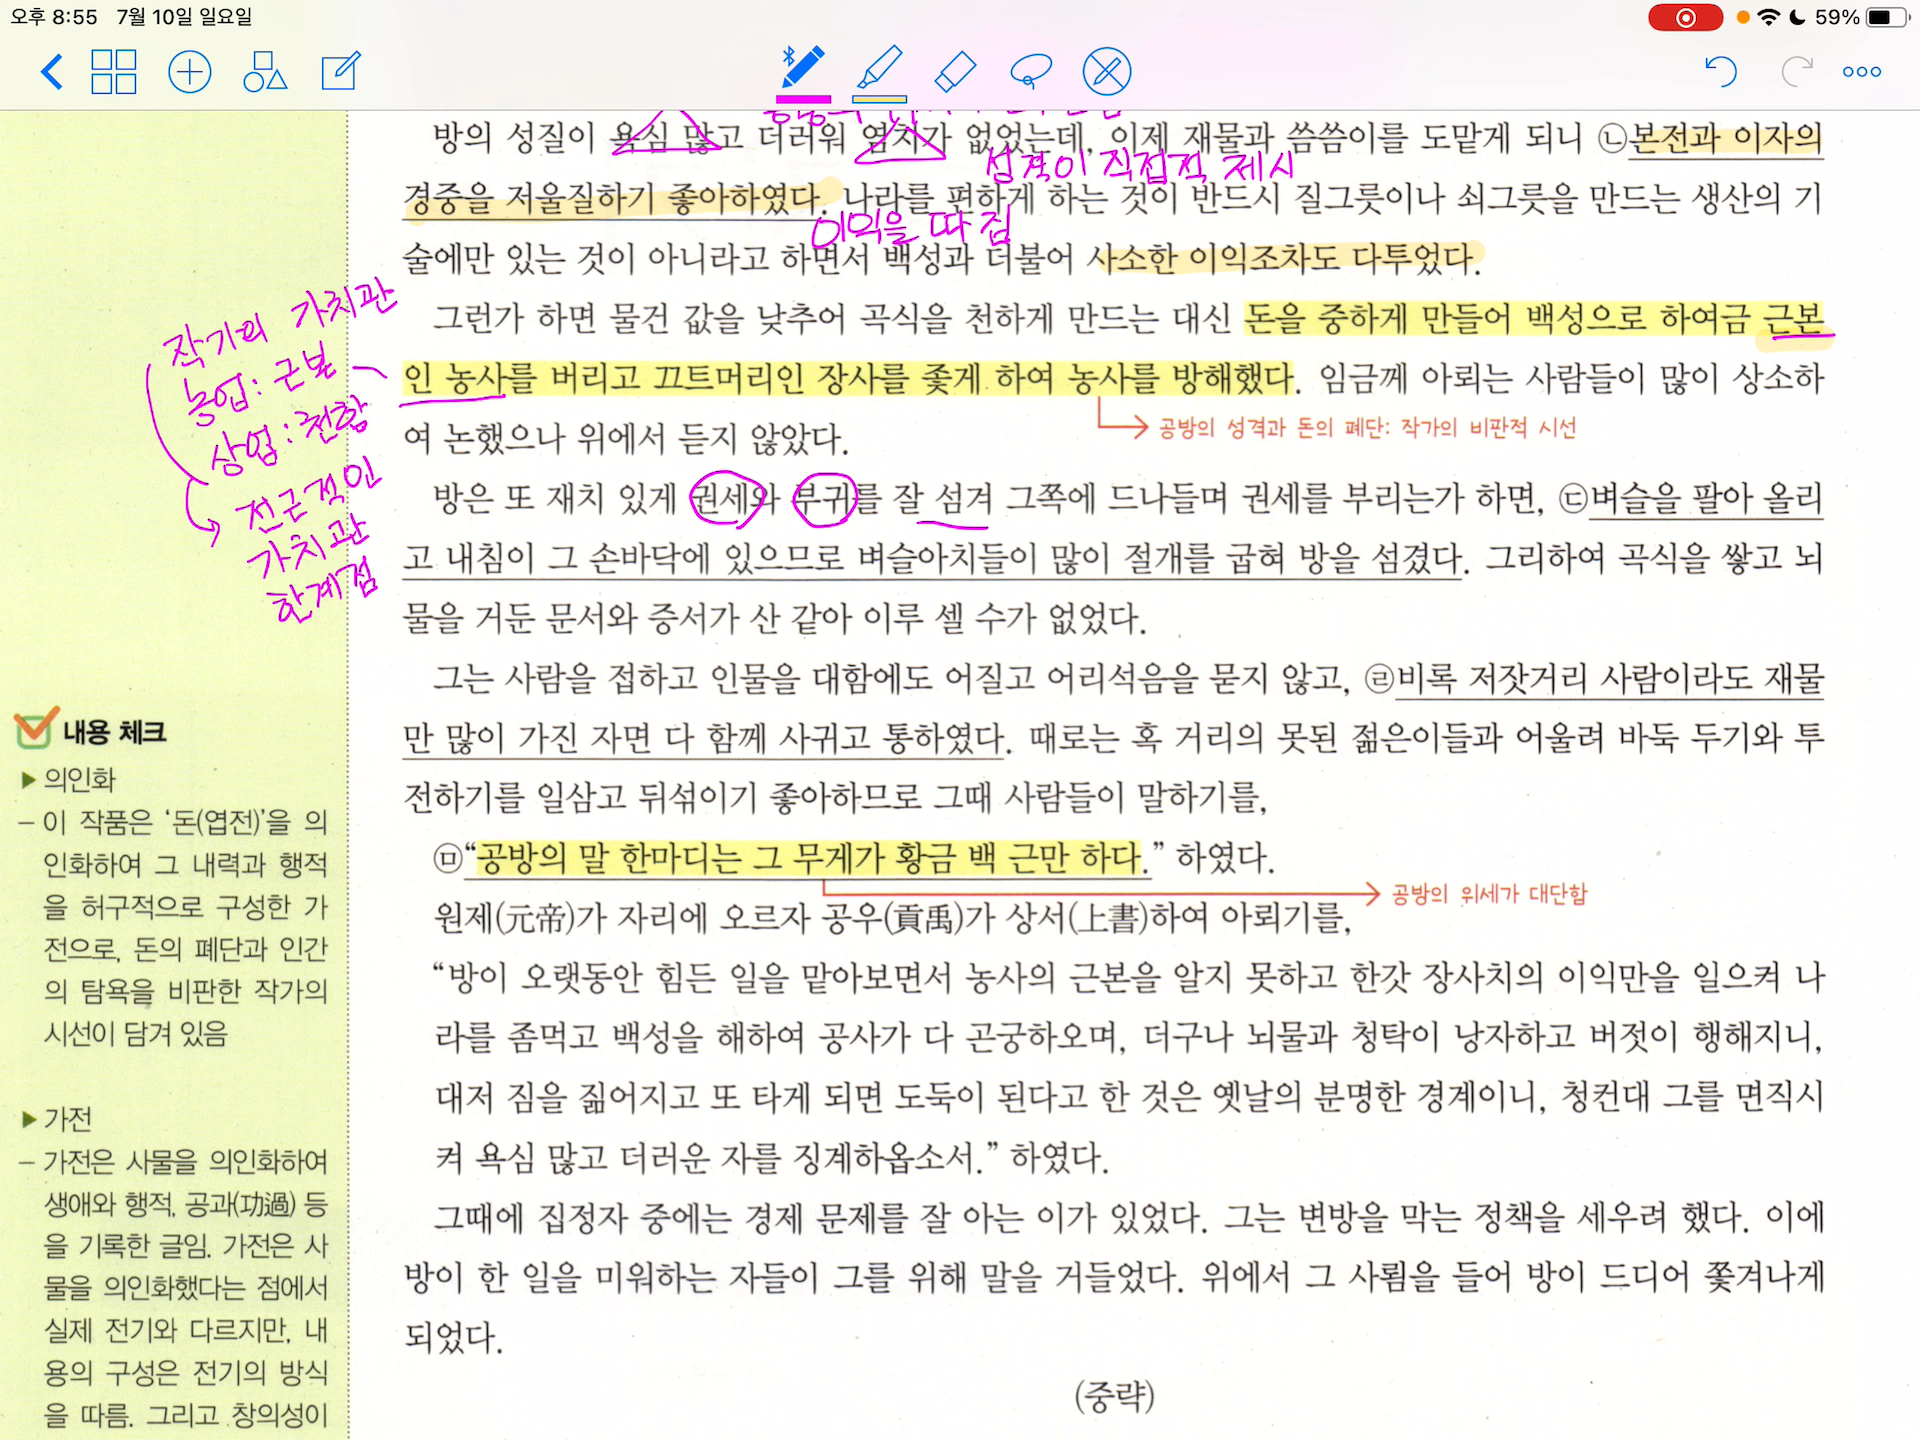 오후 8:55 7월 10일 일요일
59%
방의 성질이 욕심 많고 더러워 염치가 없었는데, 이제 재물과 씀씀이를 도맡게 되니 ㉡본전과 이자의
성격이 직접적 제시
경중을 저울질하기 좋아하였다. 나라를 편하게 하는 것이 반드시 질그릇이나 쇠그릇을 만드는 생산의 기
이익을 따짐
술에만 있는 것이 아니라고 하면서 백성과 더불어 사소한 이익조차도 다투었다.
그런가 하면 물건 값을 낮추어 곡식을 천하게 만드는 대신 돈을 중하게 만들어 백성으로 하여금 근본
인 농사를 버리고 끄트머리인 장사를 좇게 하여 농사를 방해했다. 임금께 아뢰는 사람들이 많이 상소하
공방의 성격과 돈의 폐단: 작가의 비판적 시선
여 논했으나 위에서 듣지 않았다.
방은 또 재치 있게 권세와 부귀를 잘 섬겨 그쪽에 드나들며 권세를 부리는가 하면, ㉢벼슬을 팔아 올리
고 내침이 그 손바닥에 있으므로 벼슬아치들이 많이 절개를 굽혀 방을 섬겼다. 그리하여 곡식을 쌓고 뇌
물을 거둔 문서와 증서가 산 같아 이루 셀 수가 없었다.
그는 사람을 접하고 인물을 대함에도 어질고 어리석음을 묻지 않고, ㉣비록 저잣거리 사람이라도 재물
만 많이 가진 자면 다 함께 사귀고 통하였다. 때로는 혹 거리의 못된 젊은이들과 어울려 바둑 두기와 투
전하기를 일삼고 뒤섞이기 좋아하므로 그때 사람들이 말하기를,
㉤“공방의 말 한마디는 그 무게가 황금 백 근만 하다.” 하였다.
공방의 위세가 대단함
원제(元帝)가 자리에 오르자 공우(貢禹)가 상서(上書)하여 아뢰기를,
“방이 오랫동안 힘든 일을 맡아보면서 농사의 근본을 알지 못하고 한갓 장사치의 이익만을 일으켜 나
라를 좀먹고 백성을 해하여 공사가 다 곤궁하오며, 더구나 뇌물과 청탁이 낭자하고 버젓이 행해지니,
대저 짐을 짊어지고 또 타게 되면 도둑이 된다고 한 것은 옛날의 분명한 경계이니, 청컨대 그를 면직시
켜 욕심 많고 더러운 자를 징계하옵소서.” 하였다.
그때에 집정자 중에는 경제 문제를 잘 아는 이가 있었다. 그는 변방을 막는 정책을 세우려 했다. 이에
방이 한 일을 미워하는 자들이 그를 위해 말을 거들었다. 위에서 그 사룀을 들어 방이 드디어 쫓겨나게
되었다.
(중략)
작가의 가치관
농업: 근본
상업: 천함
전근적인
가치관
한계점
내용 체크
▶ 의인화
– 이 작품은 ‘돈(엽전)’을 의
인화하여 그 내력과 행적
을 허구적으로 구성한 가
전으로, 돈의 폐단과 인간
의 탐욕을 비판한 작가의
시선이 담겨 있음
▶ 가전
– 가전은 사물을 의인화하여
생애와 행적, 공과(功過) 등
을 기록한 글임. 가전은 사
물을 의인화했다는 점에서
실제 전기와 다르지만, 내
용의 구성은 전기의 방식
을 따름. 그리고 창의성이